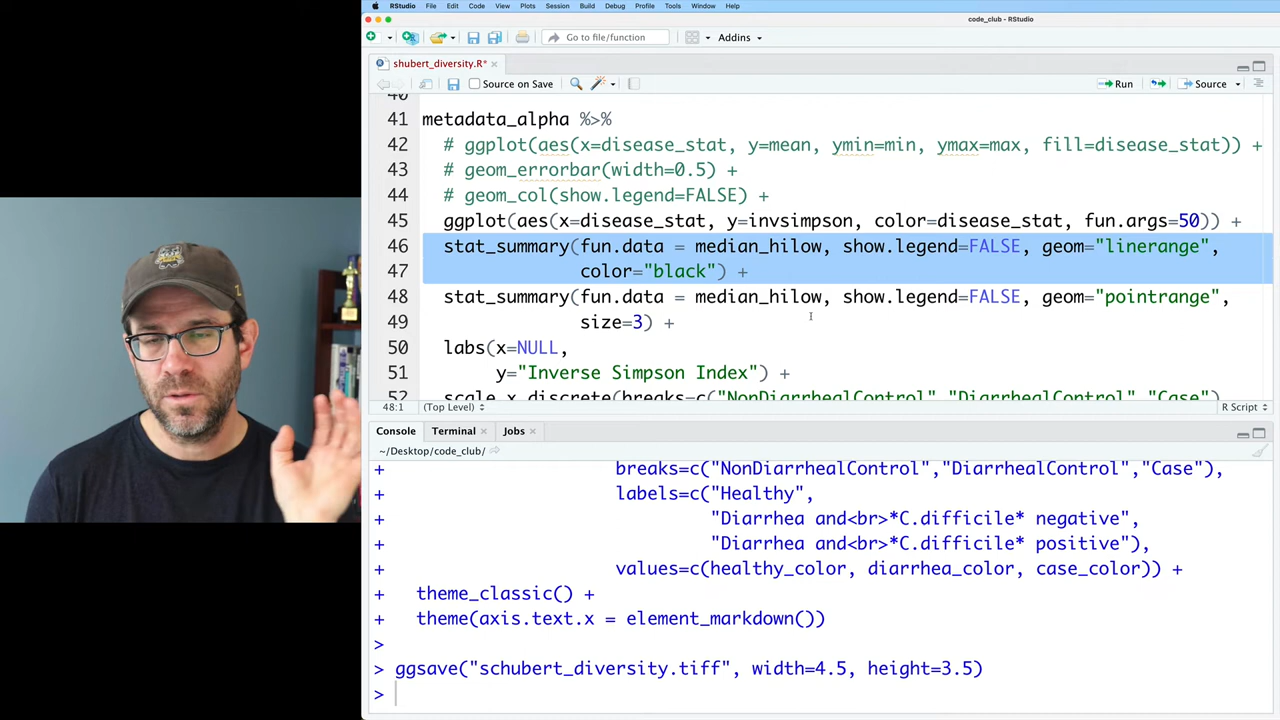 RStudio File Edit Code View Plots Session Build Debug Profile Tools Window Help
code_club - RStudio
Go to file/function Addins
shubert_diversity.R*
Source on Save Run Source
40
41 metadata_alpha %>%
42 # ggplot(aes(x=disease_stat, y=mean, ymin=min, ymax=max, fill=disease_stat)) +
43 # geom_errorbar(width=0.5) +
44 # geom_col(show.legend=FALSE) +
45 ggplot(aes(x=disease_stat, y=invsimpson, color=disease_stat, fun.args=50)) +
46 stat_summary(fun.data = median_hilow, show.legend=FALSE, geom="linerange",
47 color="black") +
48 stat_summary(fun.data = median_hilow, show.legend=FALSE, geom="pointrange",
49 size=3) +
50 labs(x=NULL,
51 y="Inverse Simpson Index") +
52 scale_x_discrete(breaks=c("NonDiarrhealControl","DiarrhealControl","Case"),
48:1 (Top Level) R Script
Console Terminal Jobs
~/Desktop/code_club/
+ breaks=c("NonDiarrhealControl","DiarrhealControl","Case"),
+ labels=c("Healthy",
+ "Diarrhea and<br>*C.difficile* negative",
+ "Diarrhea and<br>*C.difficile* positive"),
+ values=c(healthy_color, diarrhea_color, case_color)) +
+ theme_classic() +
+ theme(axis.text.x = element_markdown())
>
> ggsave("schubert_diversity.tiff", width=4.5, height=3.5)
>